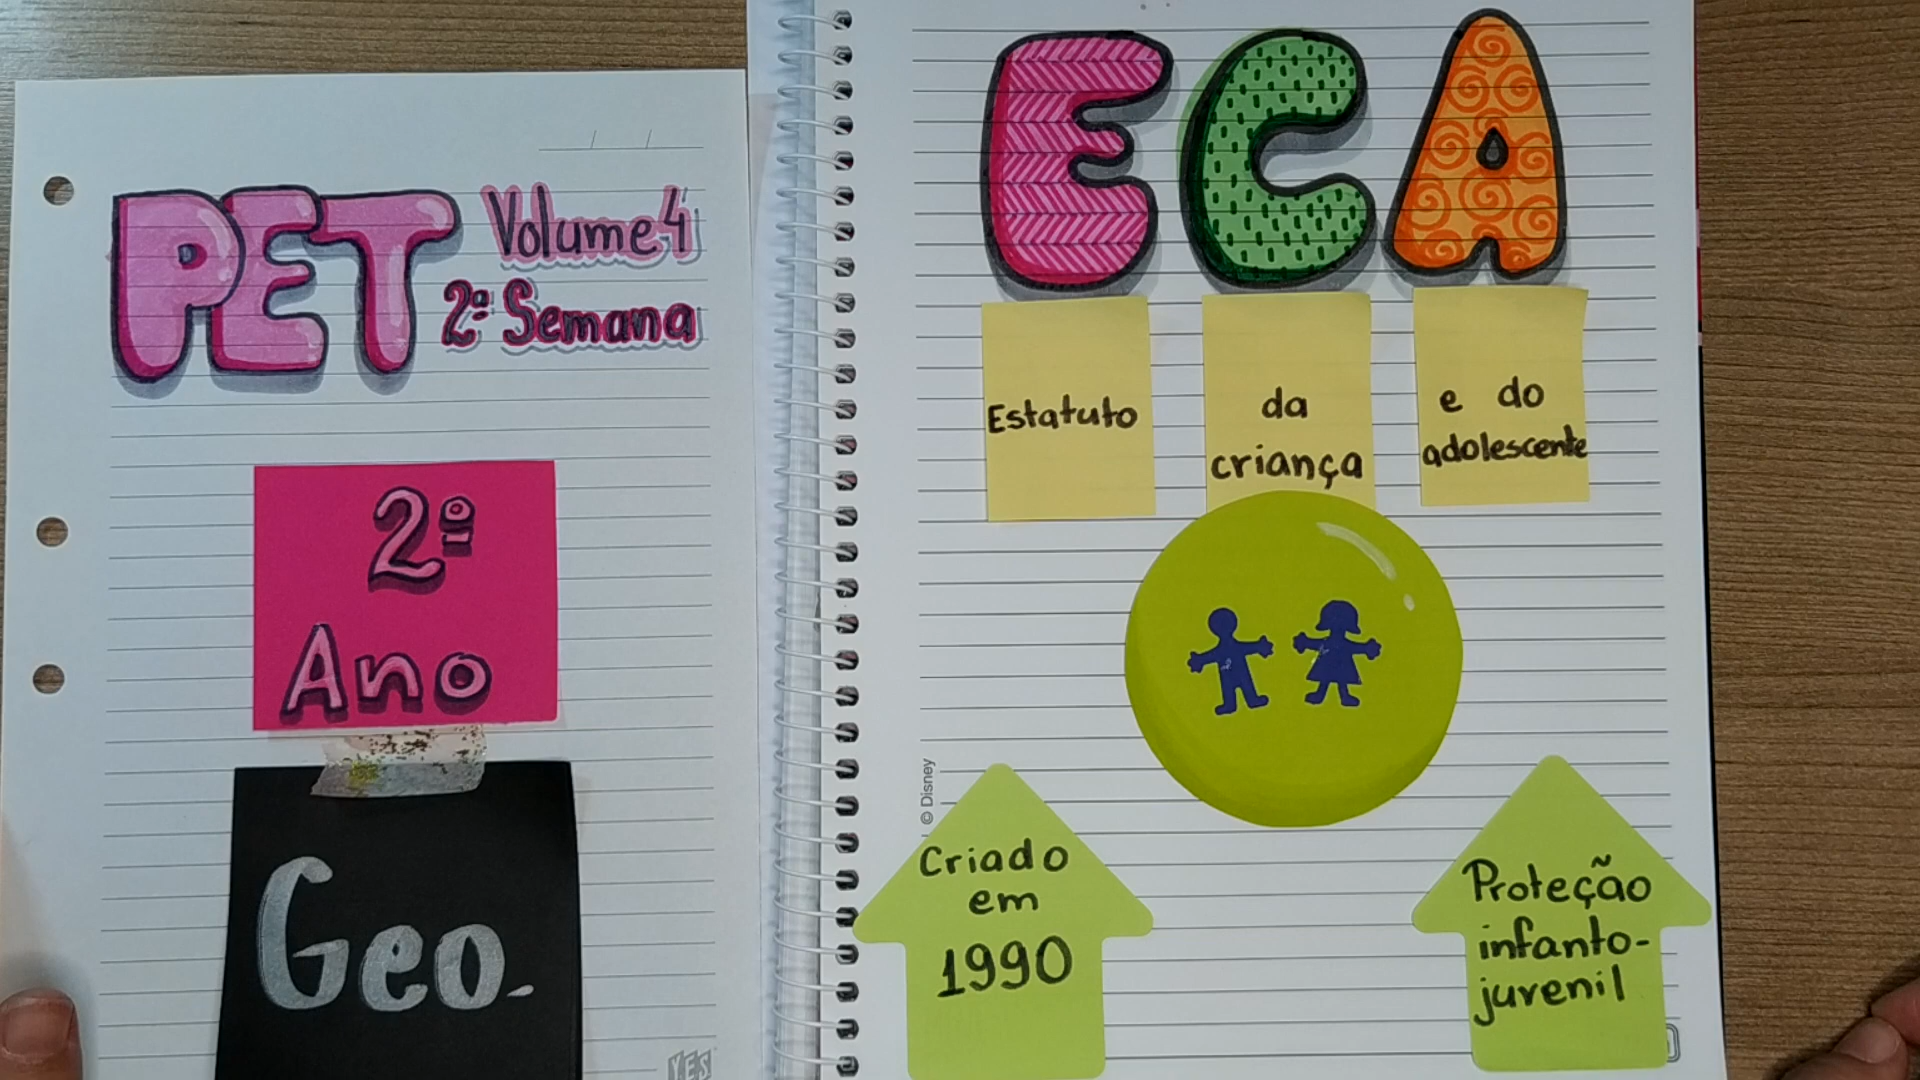 PET Volume 4
2ª Semana
2º
Ano
Geo.
YES
ECA
Estatuto
da
criança
e do
adolescente
© Disney
Criado
em
1990
Proteção
infanto-
juvenil